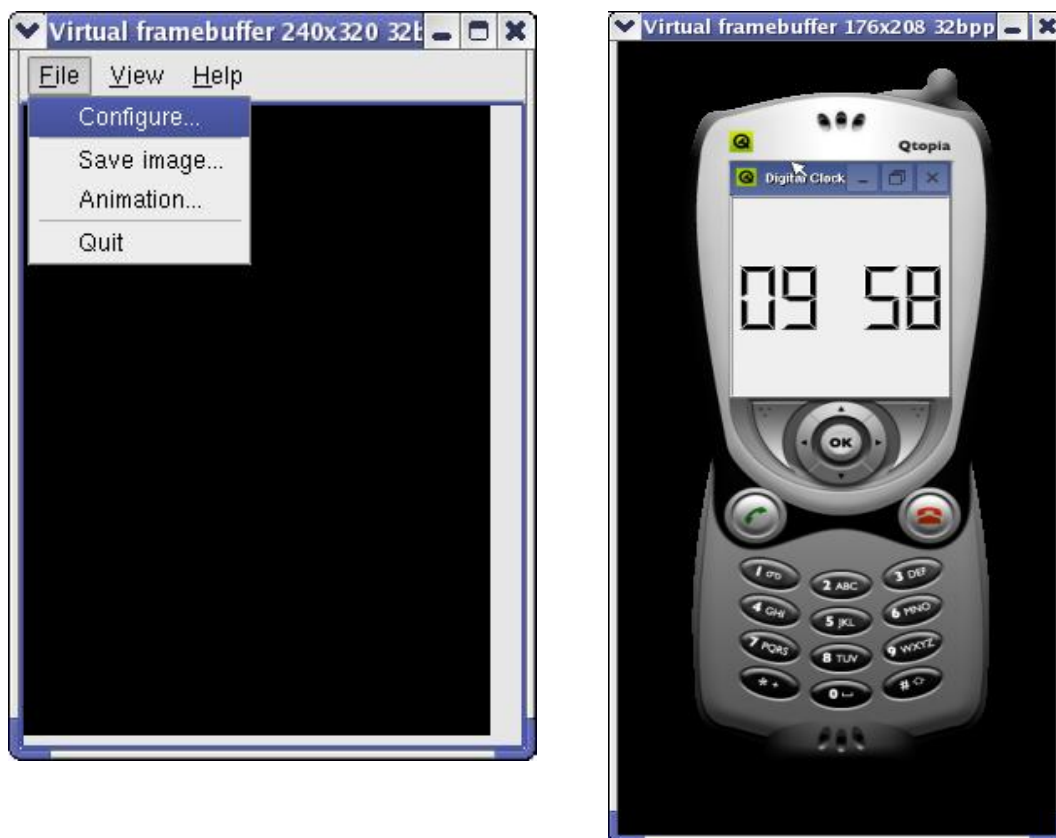 Virtual framebuffer 240x320 32b
File View Help
Configure...
Save image...
Animation...
Quit
Virtual framebuffer 176x208 32bpp
Qtopia
Digital Clock
09 58
OK
1
2 ABC
3 DEF
4 GHI
5 JKL
6 MNO
7 PQRS
8 TUV
9 WXYZ
* +
0
#